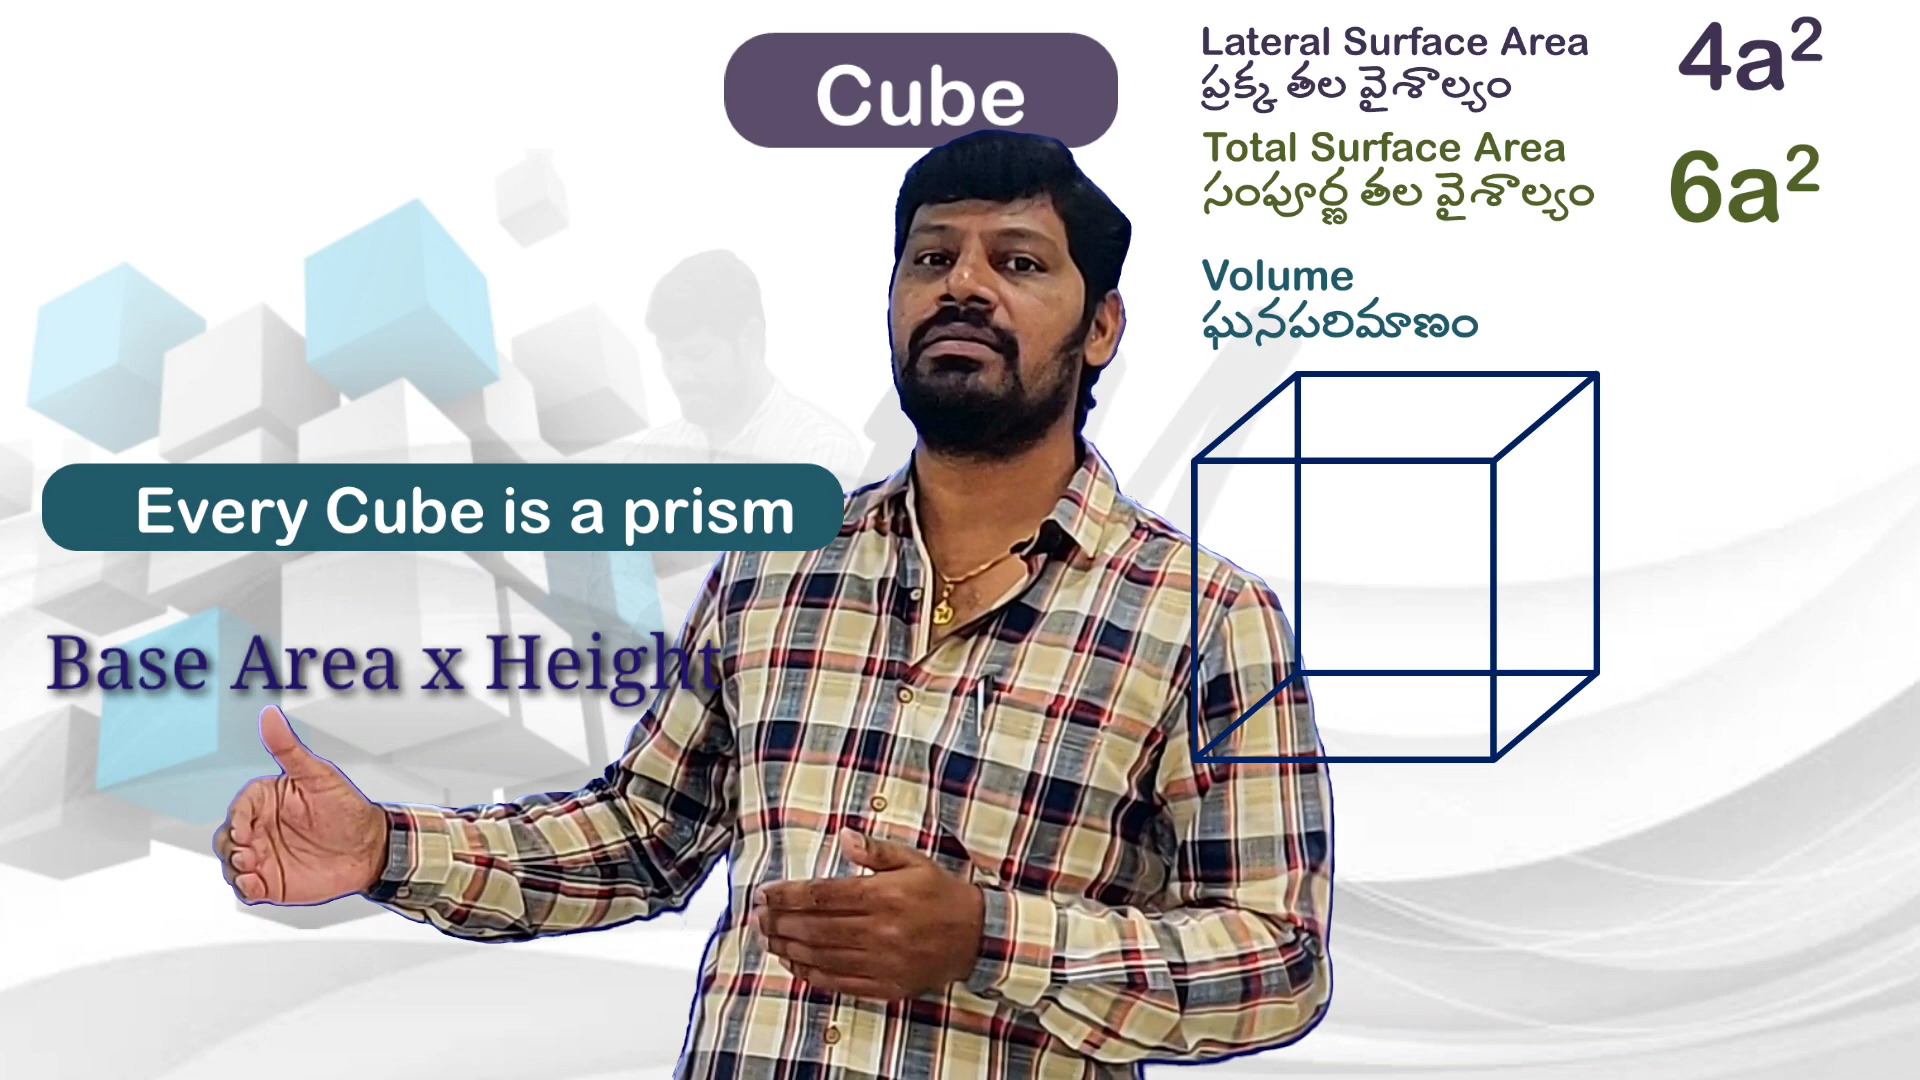 Cube
Lateral Surface Area
ప్రక్క తల వైశాల్యం
4a²
Total Surface Area
సంపూర్ణ తల వైశాల్యం
6a²
Volume
ఘనపరిమాణం
Every Cube is a prism
Base Area x Height